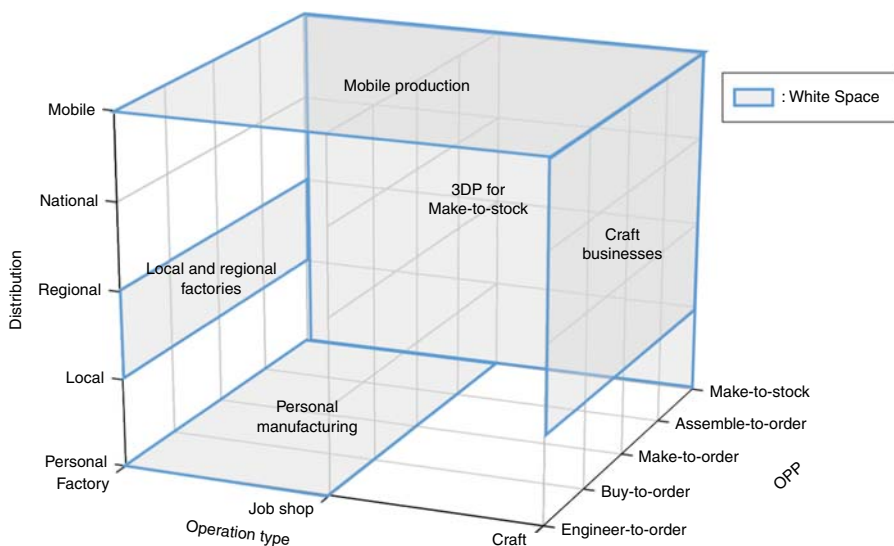 Mobile production
Mobile
: White Space
3DP for
Make-to-stock
National
Craft
businesses
Local and regional
factories
Distribution
Regional
Local
Make-to-stock
Personal
manufacturing
Assemble-to-order
Make-to-order
Personal
OPP
Factory
Buy-to-order
Job shop
Operation type
Craft
Engineer-to-order